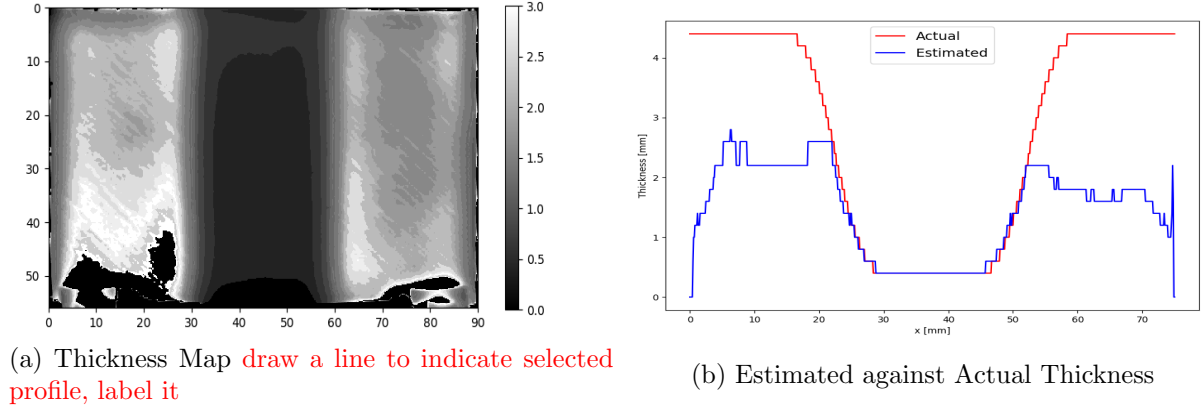 0
10
20
30
40
50
0 10 20 30 40 50 60 70 80 90
3.0
2.5
2.0
1.5
1.0
0.5
0.0
(a) Thickness Map draw a line to indicate selected
profile, label it
Actual
Estimated
Thickness [mm]
4
3
2
1
0
0 10 20 30 40 50 60 70
x [mm]
(b) Estimated against Actual Thickness